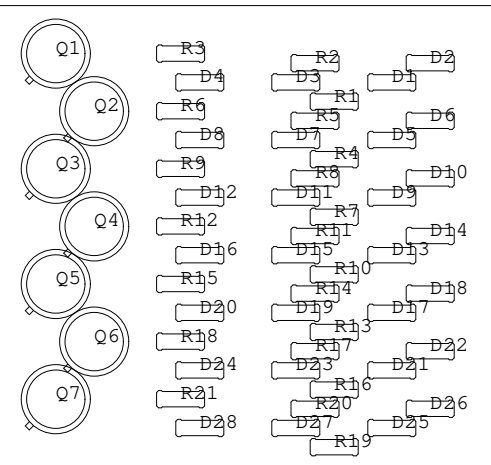 Q1 R3 R2 D2
D4 D3 D1
Q2 R6 R1
R5 D6
D8 D7 D5
Q3 R9 R4
R8 D10
D12 D11 D9
Q4 R12 R7
R11 D14
D16 D15 D13
Q5 R15 R10
R14 D18
D20 D19 D17
Q6 R18 R13
R17 D22
D24 D23 D21
Q7 R21 R16
R20 D26
D28 D27 D25
R19